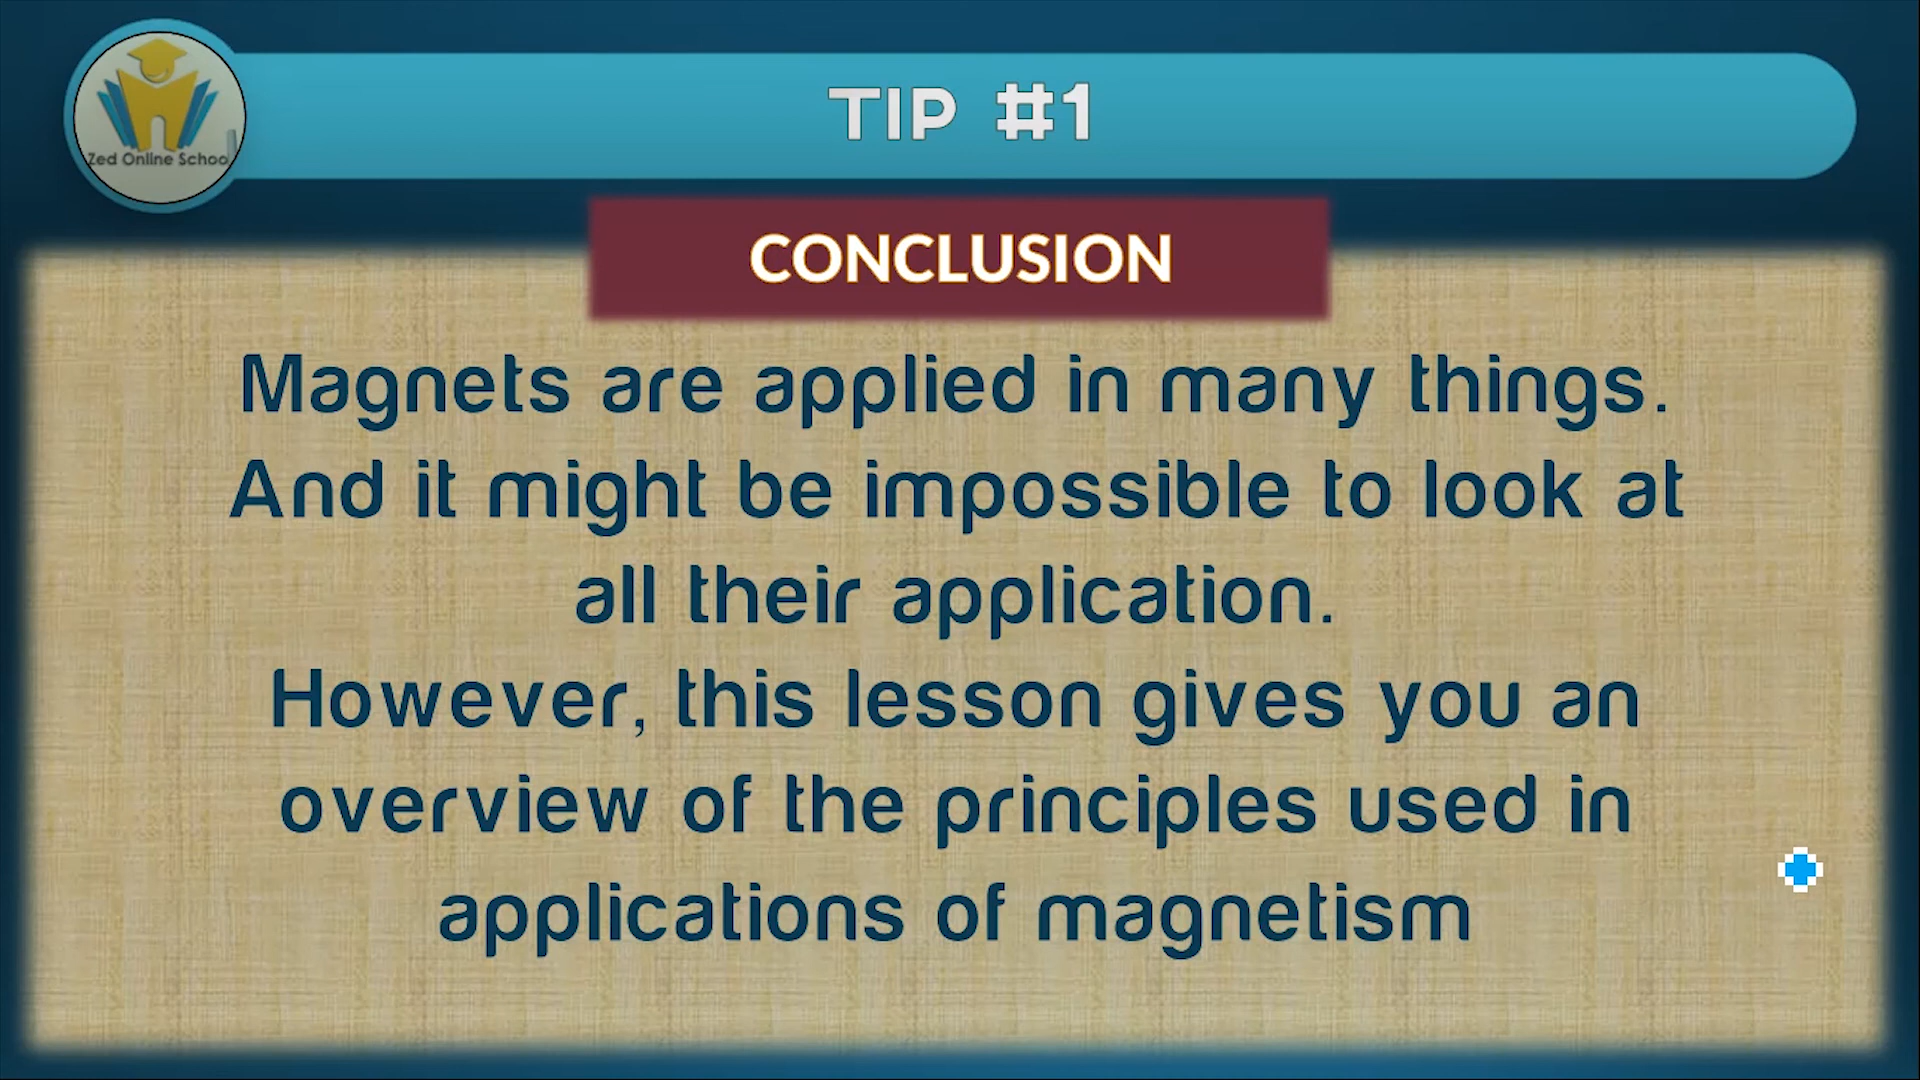 TIP #1
Zed Online School
CONCLUSION
Magnets are applied in many things.
And it might be impossible to look at
all their application.
However, this lesson gives you an
overview of the principles used in
applications of magnetism